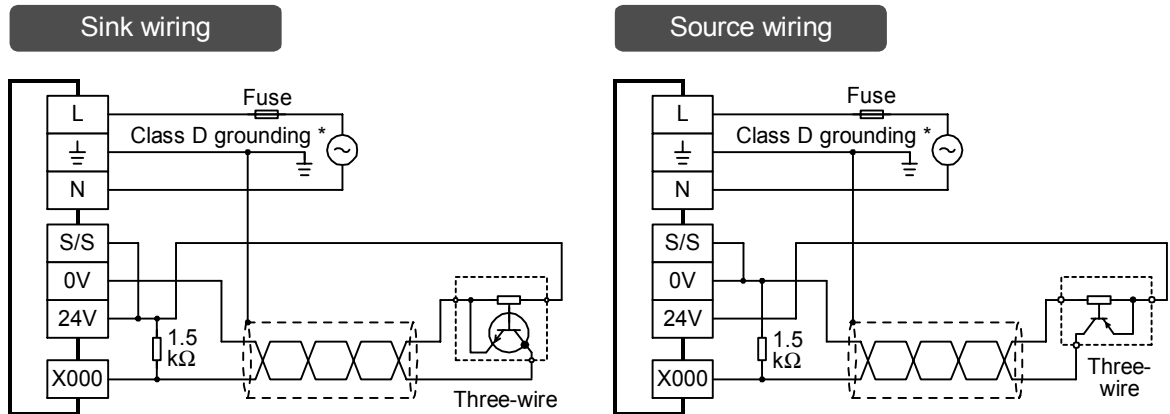 Sink wiring
L
Fuse
Class D grounding *
N
S/S
0V
24V
1.5
kΩ
X000
Three-wire
Source wiring
L
Fuse
Class D grounding *
N
S/S
0V
24V
1.5
kΩ
X000
Three-
wire